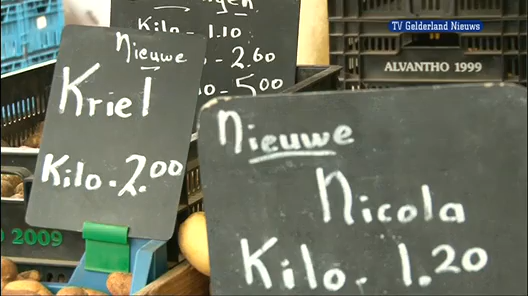 TV Gelderland Nieuws
Kilo - 1.10
- 2.60
- 5.00
ALVANTHO 1999
Nieuwe
Kriel
Kilo - 2.00
Nieuwe
Nicola
Kilo - 1.20
2009